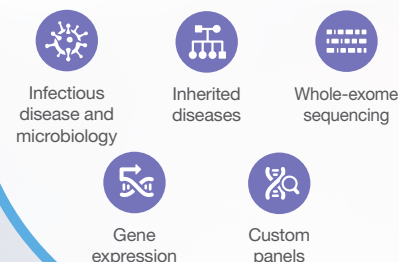 Infectious
disease and
microbiology
Inherited
diseases
Whole-exome
sequencing
Gene
expression
Custom
panels